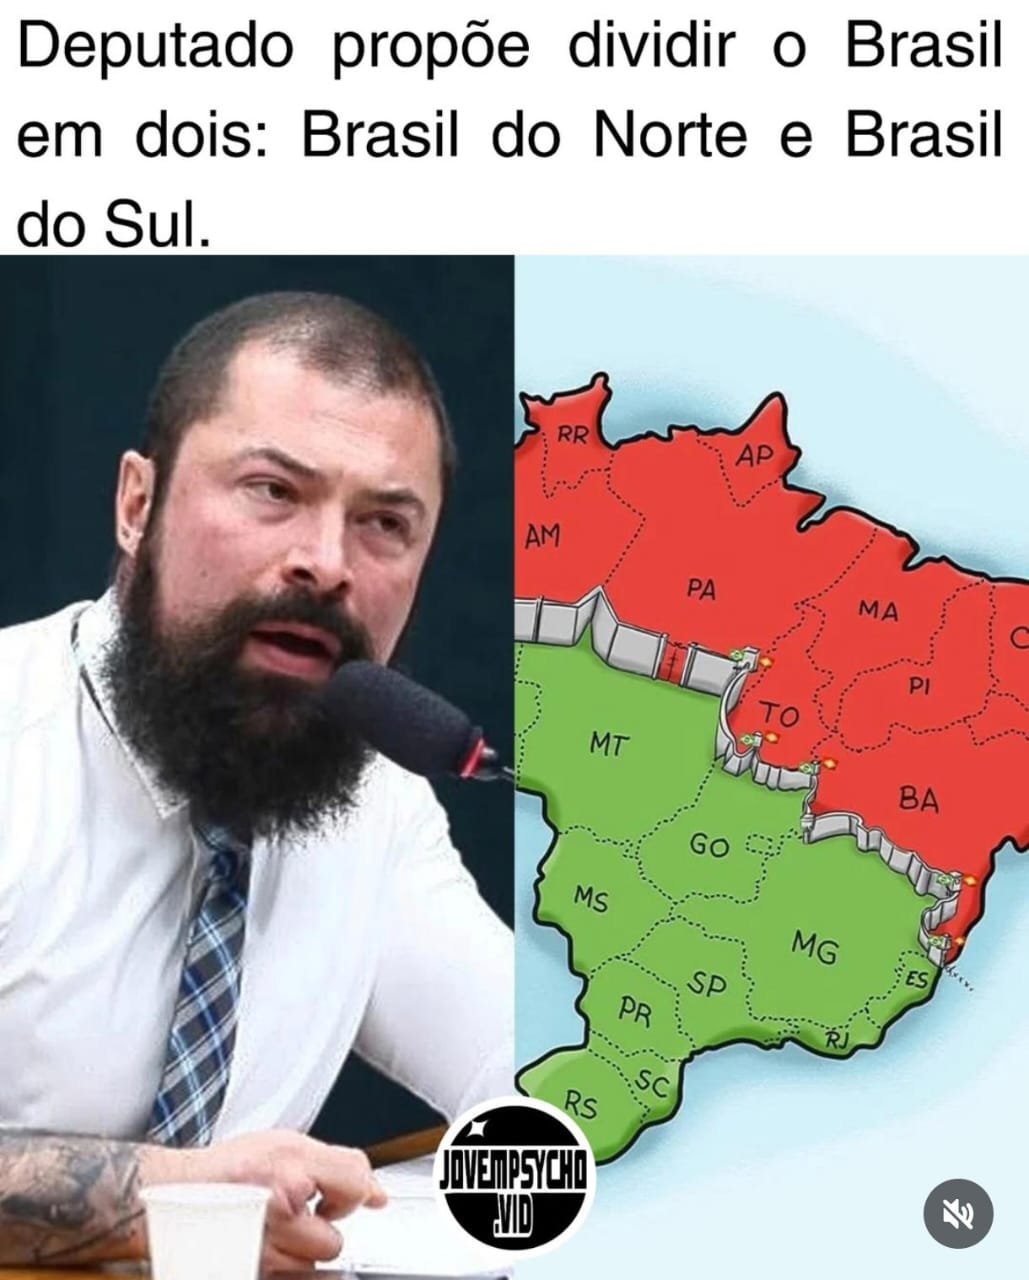 Deputado propõe dividir o Brasil
em dois: Brasil do Norte e Brasil
do Sul.
RR
AP
AM
PA
MA
C
PI
TO
MT
BA
GO
MS
MG
SP
ES
PR
RJ
SC
RS
JOVEMPSYCHO
.VID